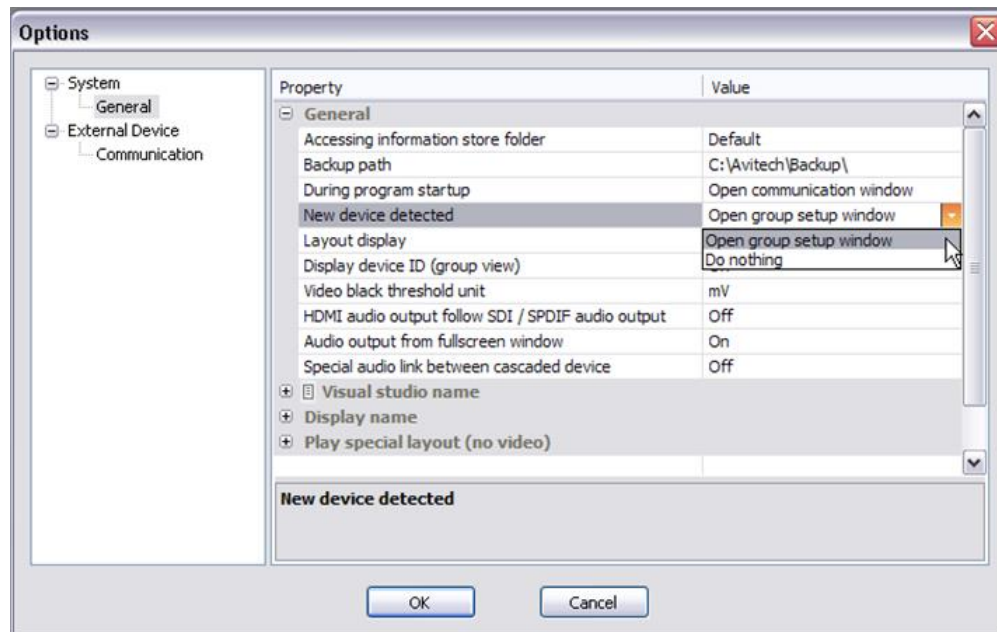 Options
System
General
External Device
Communication
Property Value
General
Accessing information store folder Default
Backup path C:\Avitech\Backup\
During program startup Open communication window
New device detected Open group setup window
Layout display Open group setup window
Display device ID (group view) Do nothing
Video black threshold unit mV
HDMI audio output follow SDI / SPDIF audio output Off
Audio output from fullscreen window On
Special audio link between cascaded device Off
Visual studio name
Display name
Play special layout (no video)
New device detected
OK Cancel